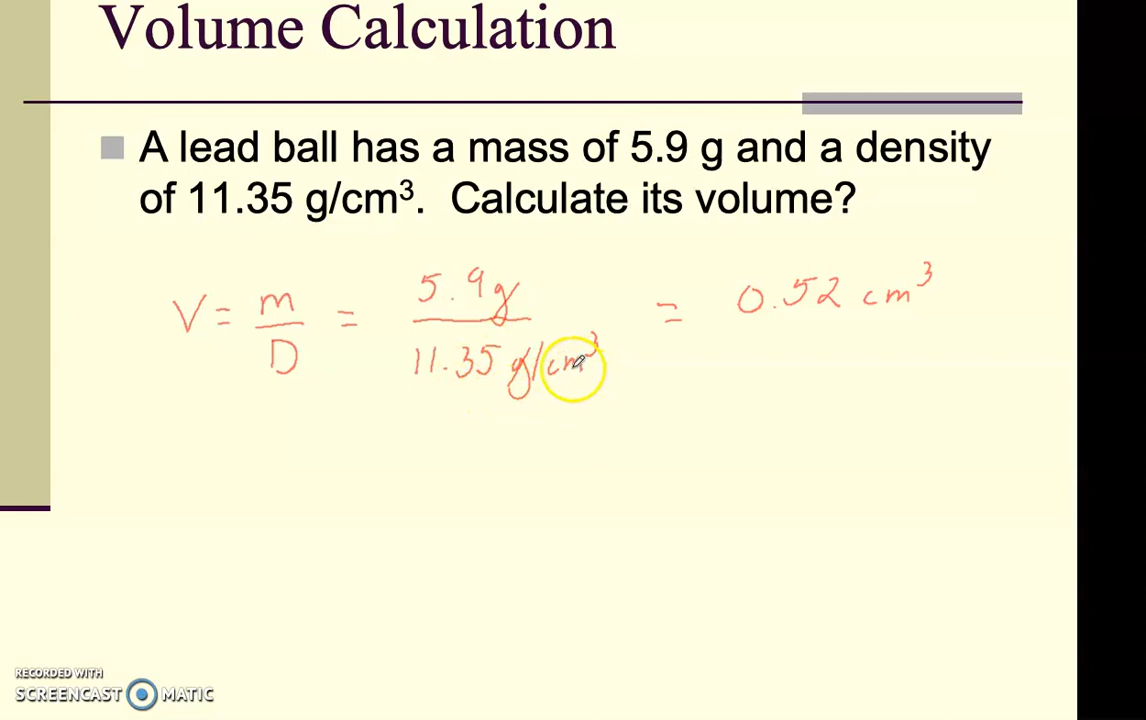 Volume Calculation
A lead ball has a mass of 5.9 g and a density
of 11.35 g/cm³. Calculate its volume?
V = m/D = 5.9g / 11.35 g/cm³ = 0.52 cm³
RECORDED WITH
SCREENCAST MATIC